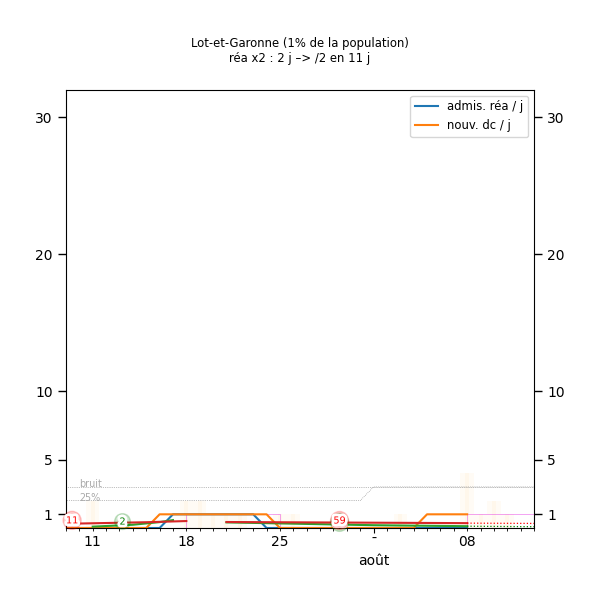 Lot-et-Garonne (1% de la population)
réa x2 : 2 j –> /2 en 11 j
admis. réa / j
nouv. dc / j
30 30
20 20
10 10
5 5
bruit
25%
1 1
11 2 59
11 18 25 - 08
août